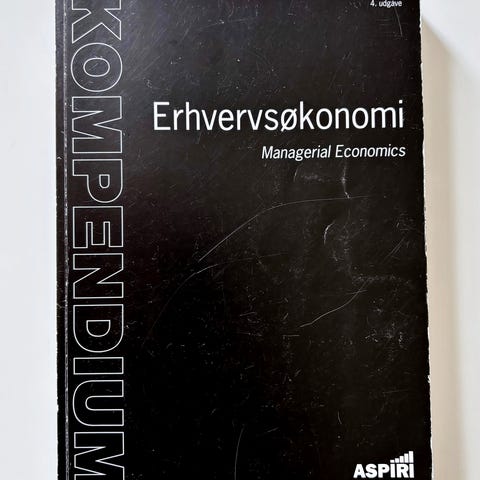 4. udgave
KOMPENDIUM
Erhvervsøkonomi
Managerial Economics
ASPIRI